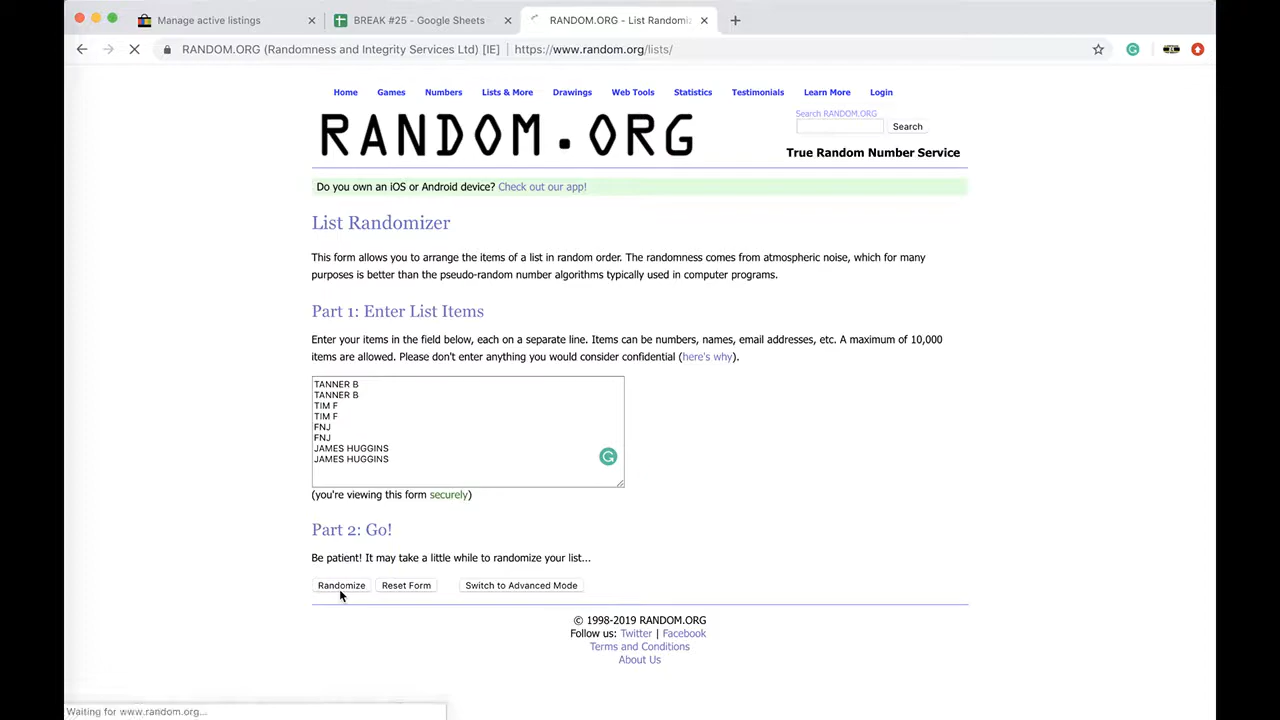 Manage active listings
BREAK #25 - Google Sheets
RANDOM.ORG - List Randomiz
RANDOM.ORG (Randomness and Integrity Services Ltd) [IE] | https://www.random.org/lists/
Home Games Numbers Lists & More Drawings Web Tools Statistics Testimonials Learn More Login
RANDOM.ORG
Search RANDOM.ORG
Search
True Random Number Service
Do you own an iOS or Android device? Check out our app!
List Randomizer
This form allows you to arrange the items of a list in random order. The randomness comes from atmospheric noise, which for many
purposes is better than the pseudo-random number algorithms typically used in computer programs.
Part 1: Enter List Items
Enter your items in the field below, each on a separate line. Items can be numbers, names, email addresses, etc. A maximum of 10,000
items are allowed. Please don't enter anything you would consider confidential (here's why).
TANNER B
TANNER B
TIM F
TIM F
FNJ
FNJ
JAMES HUGGINS
JAMES HUGGINS
(you're viewing this form securely)
Part 2: Go!
Be patient! It may take a little while to randomize your list...
Randomize Reset Form Switch to Advanced Mode
© 1998-2019 RANDOM.ORG
Follow us: Twitter | Facebook
Terms and Conditions
About Us
Waiting for www.random.org...